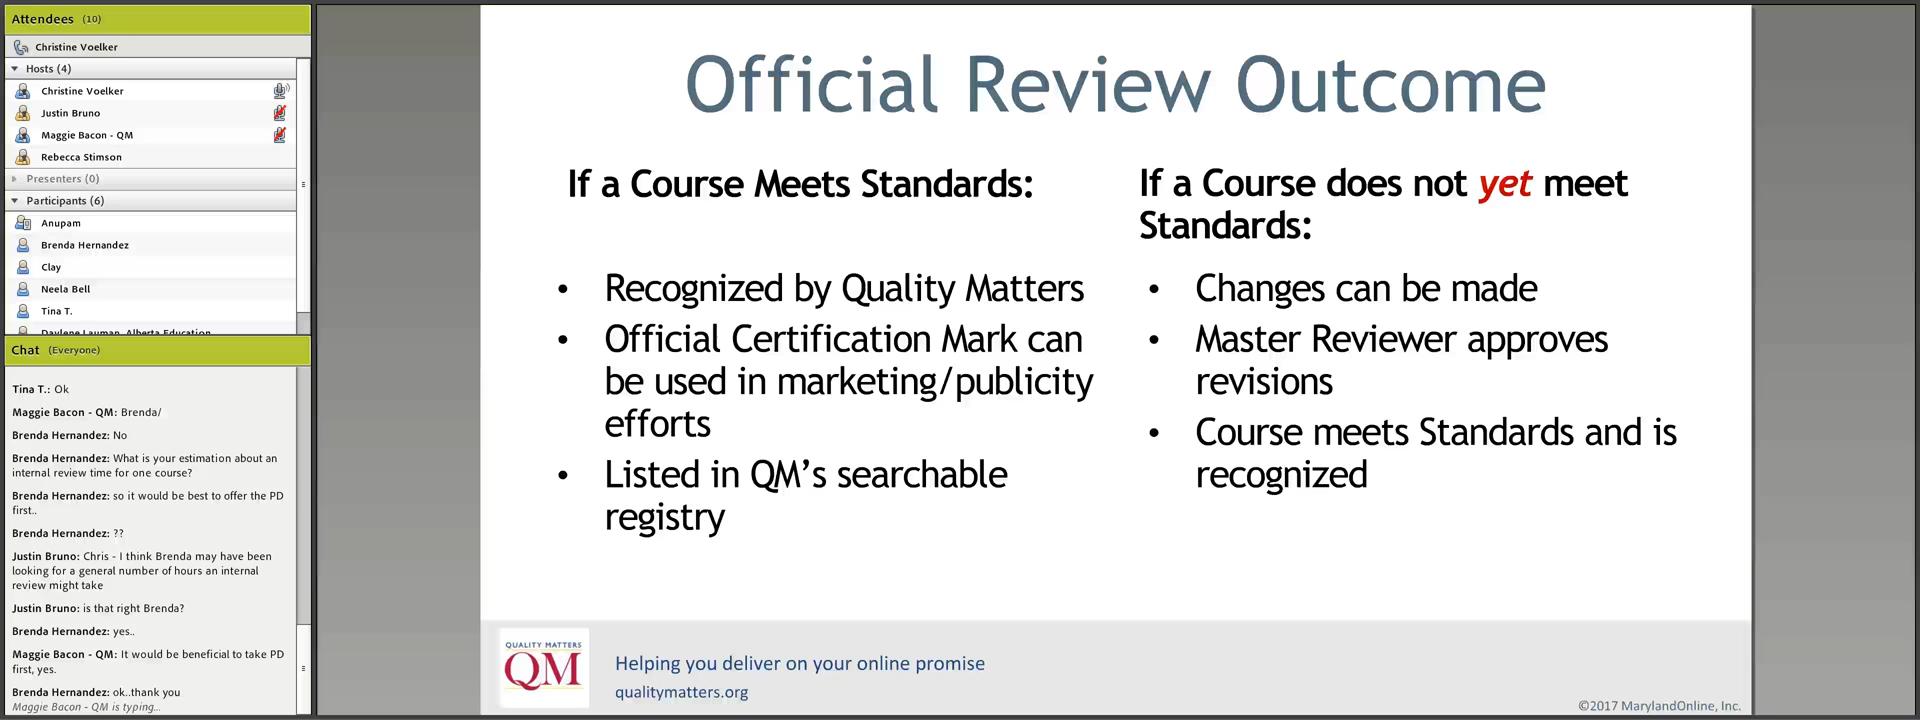 Attendees (10)
Christine Voelker
Hosts (4)
Christine Voelker
Justin Bruno
Maggie Bacon - QM
Rebecca Stimson
Presenters (0)
Participants (6)
Anupam
Brenda Hernandez
Clay
Neela Bell
Tina T.
Daylene Lauman, Alberta Education
Chat (Everyone)
Tina T.: Ok
Maggie Bacon - QM: Brenda/
Brenda Hernandez: No
Brenda Hernandez: What is your estimation about an
internal review time for one course?
Brenda Hernandez: so it would be best to offer the PD
first..
Brenda Hernandez: ??
Justin Bruno: Chris - I think Brenda may have been
looking for a general number of hours an internal
review might take
Justin Bruno: is that right Brenda?
Brenda Hernandez: yes..
Maggie Bacon - QM: It would be beneficial to take PD
first, yes.
Brenda Hernandez: ok..thank you
Maggie Bacon - QM is typing...
Official Review Outcome
If a Course Meets Standards:
• Recognized by Quality Matters
• Official Certification Mark can
be used in marketing/publicity
efforts
• Listed in QM’s searchable
registry
If a Course does not yet meet
Standards:
• Changes can be made
• Master Reviewer approves
revisions
• Course meets Standards and is
recognized
QUALITY MATTERS
QM
Helping you deliver on your online promise
qualitymatters.org
©2017 MarylandOnline, Inc.